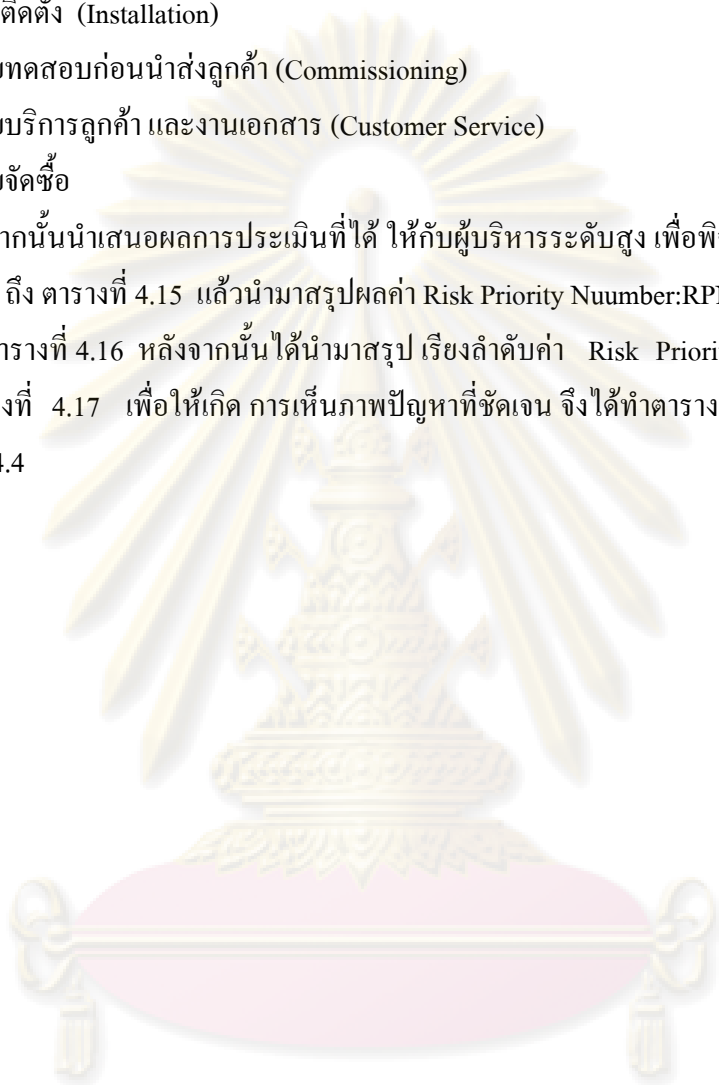 ติดตั้ง (Installation)
ทดสอบก่อนนำส่งลูกค้า (Commissioning)
บริการลูกค้า และงานเอกสาร (Customer Service)
จัดซื้อ
ากนั้นนำเสนอผลการประเมินที่ได้ ให้กับผู้บริหารระดับสูง เพื่อพิ
ถึง ตารางที่ 4.15 แล้วนำมาสรุปผลค่า Risk Priority Nuumber:RP
ารางที่ 4.16 หลังจากนั้นได้นำมาสรุป เรียงลำดับค่า Risk Priori
งที่ 4.17 เพื่อให้เกิด การเห็นภาพปัญหาที่ชัดเจน จึงได้ทำตาราง
4.4